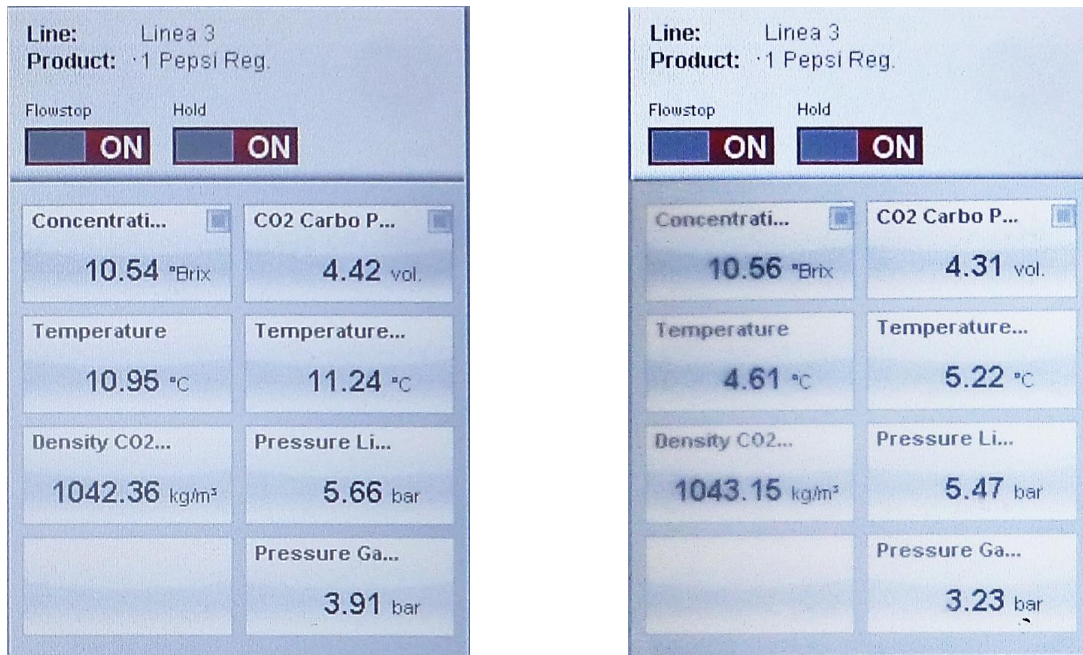 Line: Linea 3
Product: ·1 Pepsi Reg.
Flowstop Hold
ON ON
Concentrati... CO2 Carbo P...
10.54 °Brix 4.42 vol.
Temperature Temperature...
10.95 °C 11.24 °C
Density CO2... Pressure Li...
1042.36 kg/m³ 5.66 bar
Pressure Ga...
3.91 bar
Line: Linea 3
Product: ·1 Pepsi Reg.
Flowstop Hold
ON ON
Concentrati... CO2 Carbo P...
10.56 °Brix 4.31 vol.
Temperature Temperature...
4.61 °C 5.22 °C
Density CO2... Pressure Li...
1043.15 kg/m³ 5.47 bar
Pressure Ga...
3.23 bar